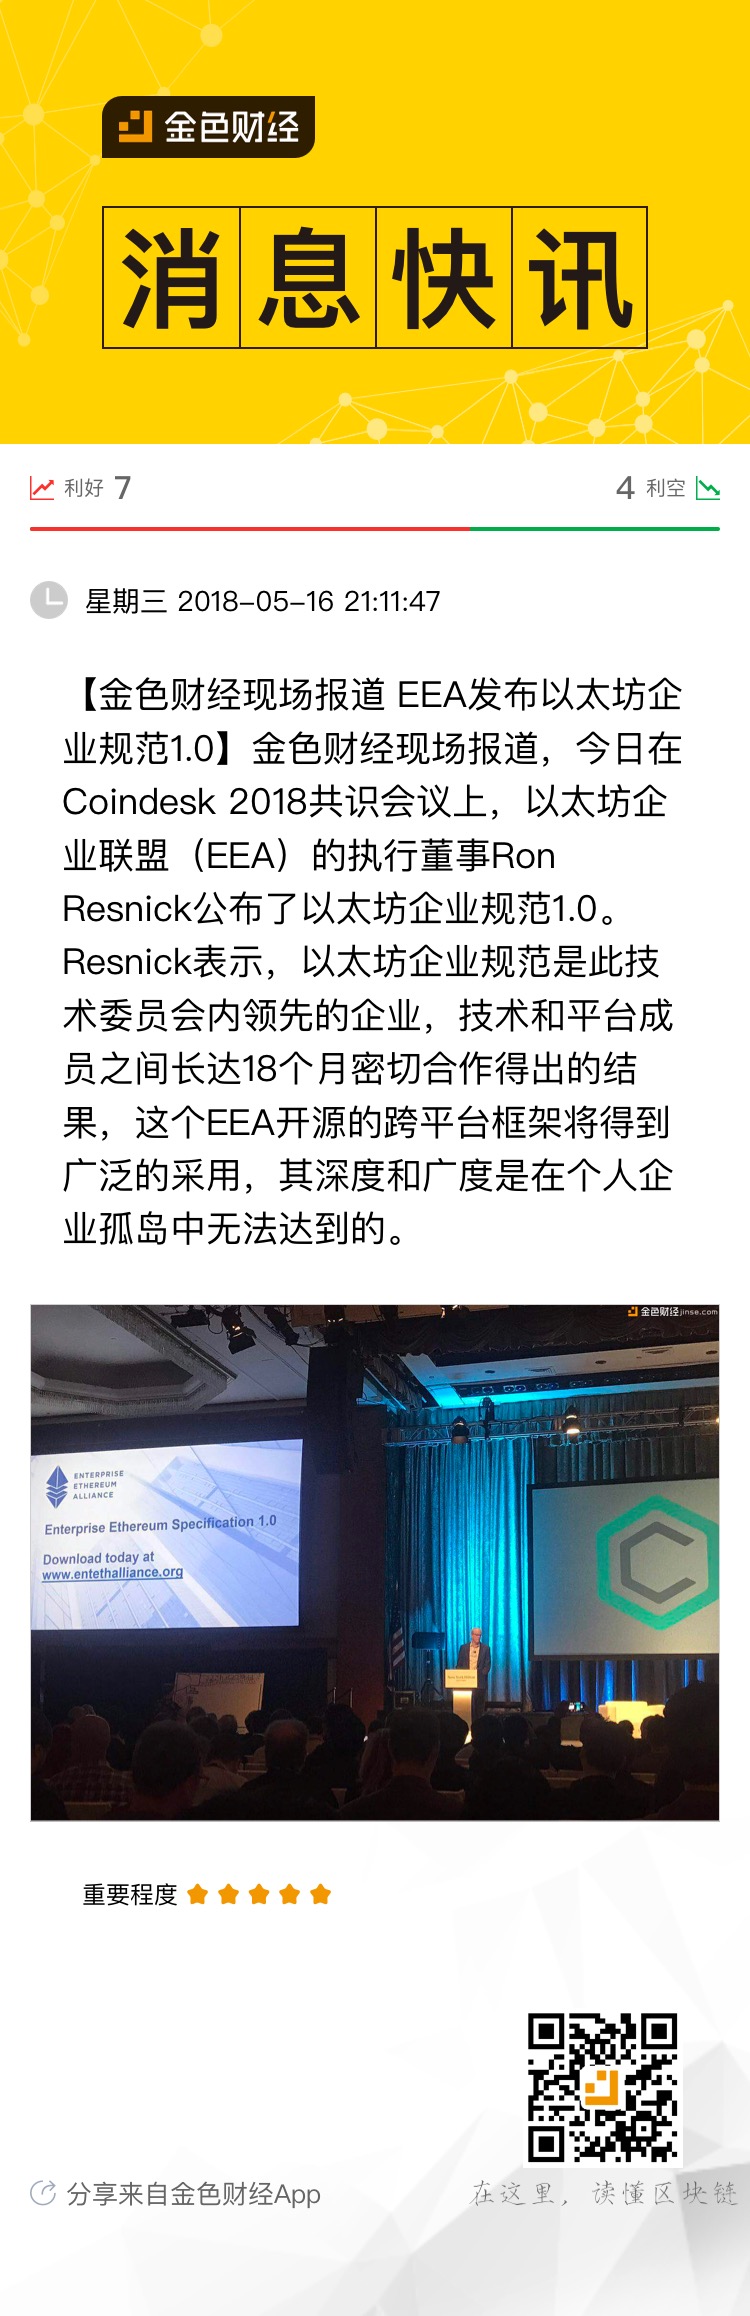 金色财经
消息快讯
利好 7
4 利空
星期三 2018-05-16 21:11:47
【金色财经现场报道 EEA发布以太坊企
业规范1.0】金色财经现场报道，今日在
Coindesk 2018共识会议上，以太坊企
业联盟（EEA）的执行董事Ron
Resnick公布了以太坊企业规范1.0。
Resnick表示，以太坊企业规范是此技
术委员会内领先的企业，技术和平台成
员之间长达18个月密切合作得出的结
果，这个EEA开源的跨平台框架将得到
广泛的采用，其深度和广度是在个人企
业孤岛中无法达到的。
金色财经jinse.com
ENTERPRISE
ETHEREUM
ALLIANCE
Enterprise Ethereum Specification 1.0
Download today at
www.entethalliance.org
重要程度
分享来自金色财经App
在这里，读懂区块链